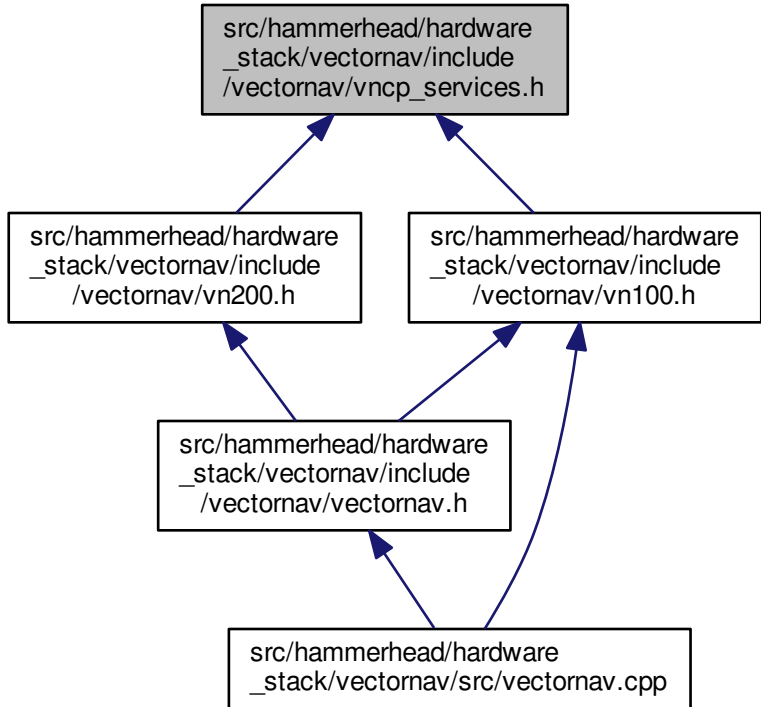 src/hammerhead/hardware
_stack/vectornav/include
/vectornav/vncp_services.h
src/hammerhead/hardware
_stack/vectornav/include
/vectornav/vn200.h
src/hammerhead/hardware
_stack/vectornav/include
/vectornav/vn100.h
src/hammerhead/hardware
_stack/vectornav/include
/vectornav/vectornav.h
src/hammerhead/hardware
_stack/vectornav/src/vectornav.cpp